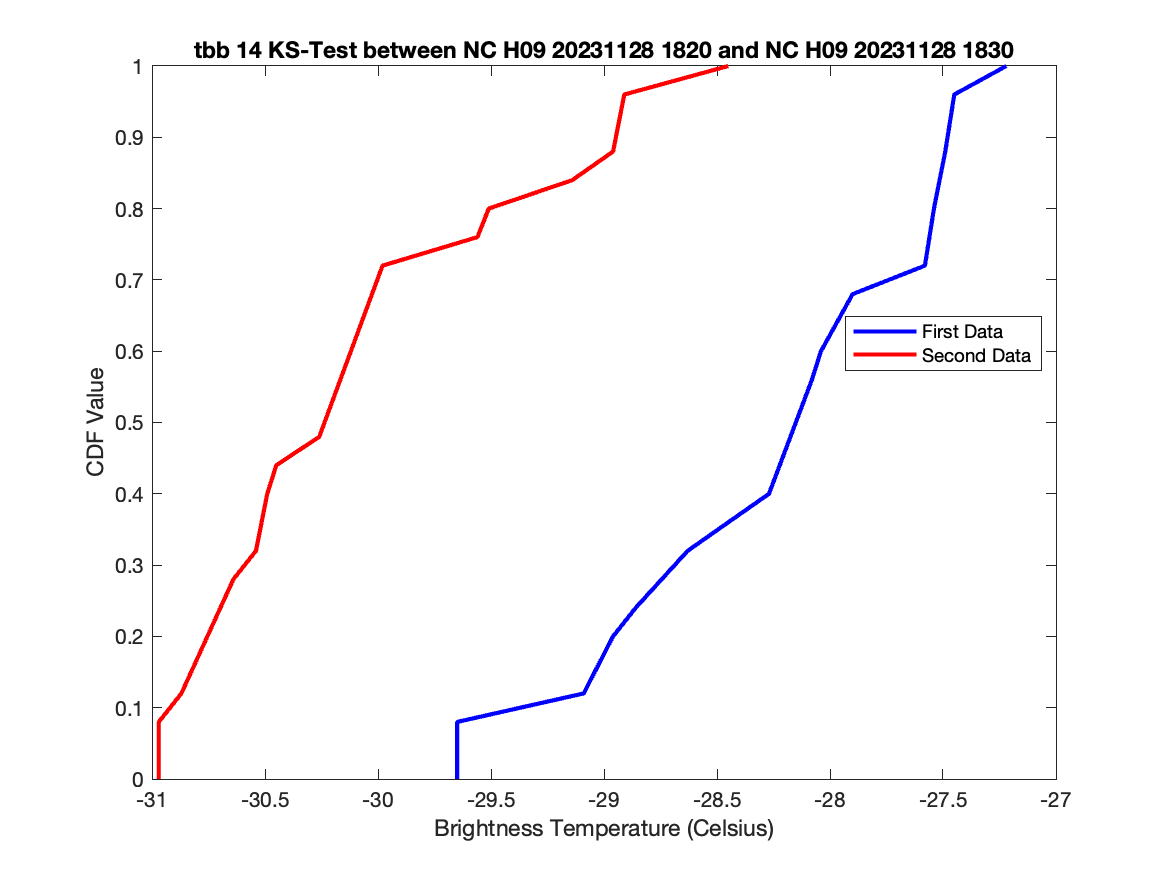 tbb 14 KS-Test between NC H09 20231128 1820 and NC H09 20231128 1830
1
0.9
0.8
0.7
0.6
0.5
0.4
0.3
0.2
0.1
0
CDF Value
First Data
Second Data
-31 -30.5 -30 -29.5 -29 -28.5 -28 -27.5 -27
Brightness Temperature (Celsius)